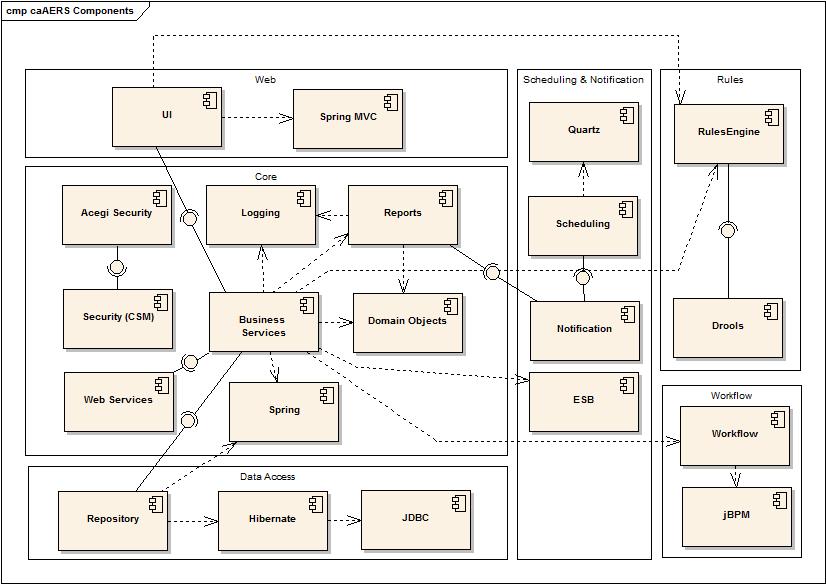 cmp caAERS Components
Web
UI
Spring MVC
Scheduling & Notification
Quartz
Scheduling
Notification
ESB
Rules
RulesEngine
Drools
Core
Acegi Security
Logging
Reports
Security (CSM)
Business
Services
Domain Objects
Web Services
Spring
Workflow
Workflow
jBPM
Data Access
Repository
Hibernate
JDBC